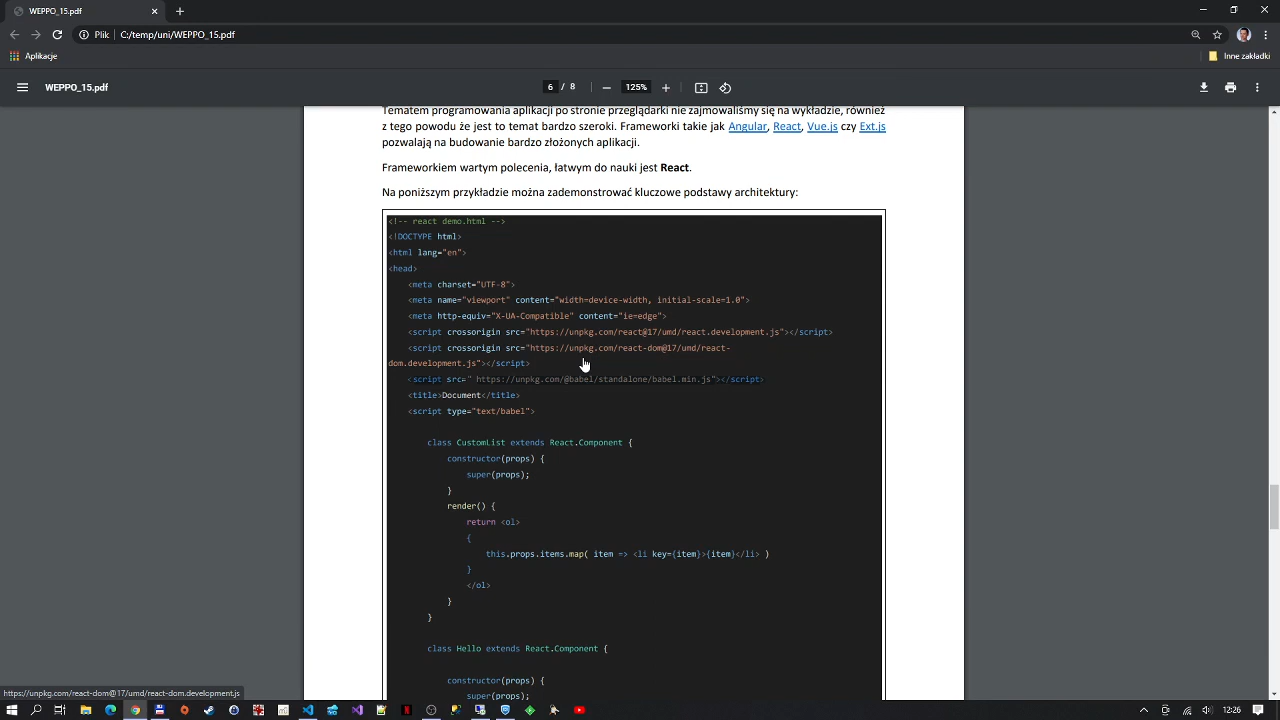 WEPPO_15.pdf
Plik C:/temp/uni/WEPPO_15.pdf
Aplikacje
Inne zakładki
WEPPO_15.pdf
6 / 8
125%
Tematem programowania aplikacji po stronie przeglądarki nie zajmowaliśmy się na wykładzie, również
z tego powodu że jest to temat bardzo szeroki. Frameworki takie jak Angular, React, Vue.js czy Ext.js
pozwalają na budowanie bardzo złożonych aplikacji.
Frameworkiem wartym polecenia, łatwym do nauki jest React.
Na poniższym przykładzie można zademonstrować kluczowe podstawy architektury:
<!-- react demo.html -->
<!DOCTYPE html>
<html lang="en">
<head>
<meta charset="UTF-8">
<meta name="viewport" content="width=device-width, initial-scale=1.0">
<meta http-equiv="X-UA-Compatible" content="ie=edge">
<script crossorigin src="https://unpkg.com/react@17/umd/react.development.js"></script>
<script crossorigin src="https://unpkg.com/react-dom@17/umd/react-
dom.development.js"></script>
<script src=" https://unpkg.com/@babel/standalone/babel.min.js"></script>
<title>Document</title>
<script type="text/babel">
class CustomList extends React.Component {
constructor(props) {
super(props);
}
render() {
return <ol>
{
this.props.items.map( item => <li key={item}>{item}</li> )
}
</ol>
}
}
class Hello extends React.Component {
constructor(props) {
super(props);
https://unpkg.com/react-dom@17/umd/react-dom.development.js
18:26